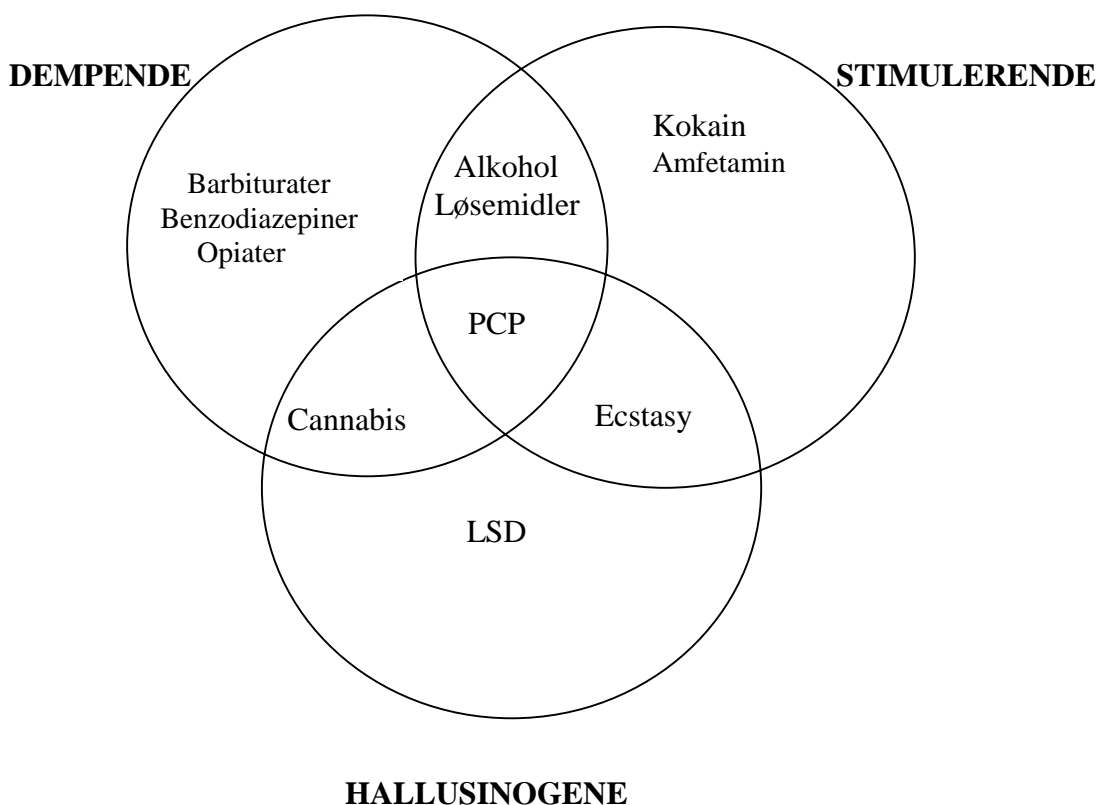 DEMPENDE
STIMULERENDE
Kokain
Amfetamin
Alkohol
Løsemidler
Barbiturater
Benzodiazepiner
Opiater
PCP
Cannabis
Ecstasy
LSD
HALLUSINOGENE